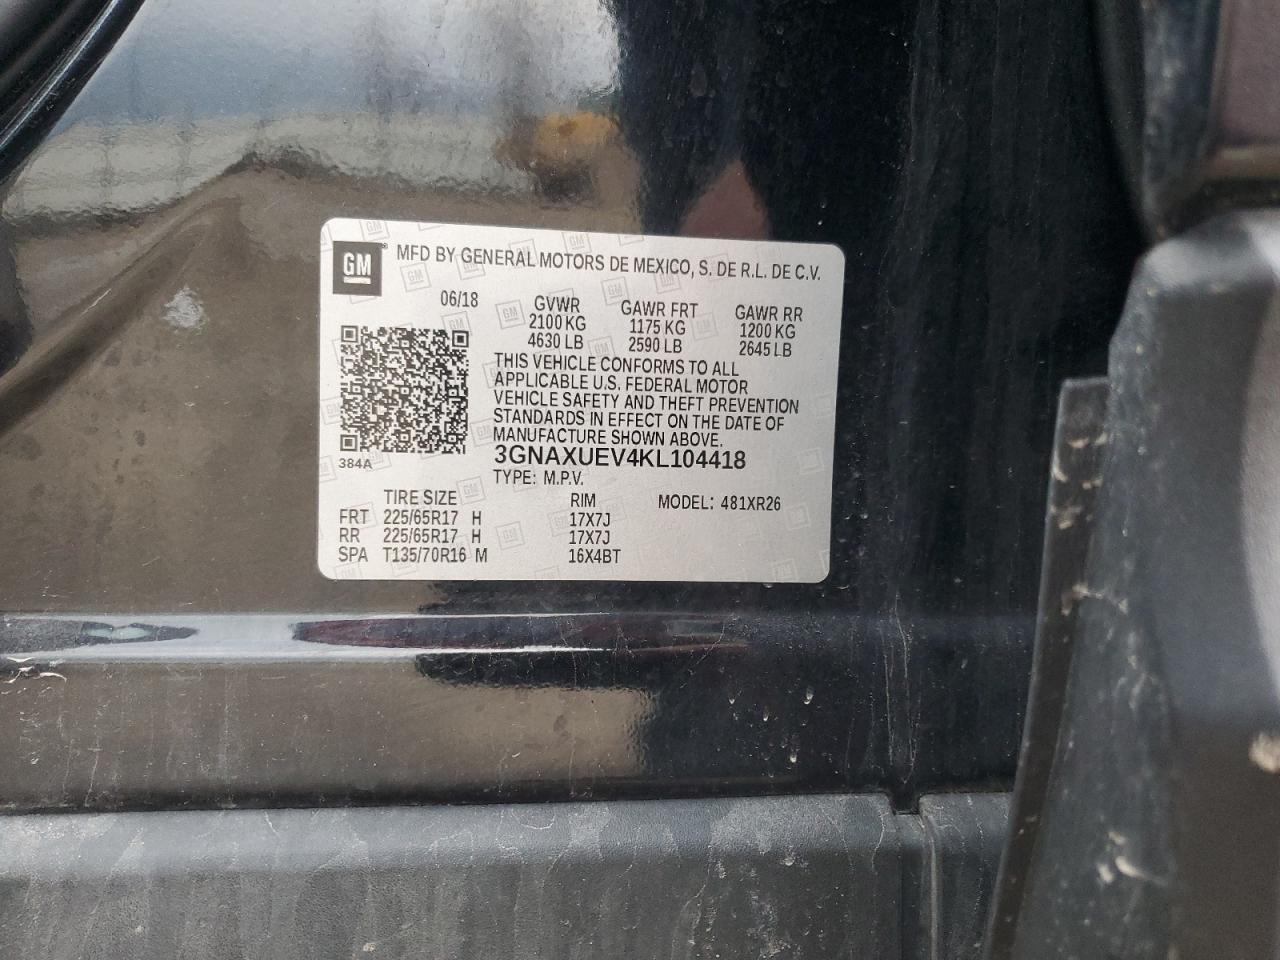 GM® MFD BY GENERAL MOTORS DE MEXICO, S. DE R.L. DE C.V.
06/18 GVWR GAWR FRT GAWR RR
2100 KG 1175 KG 1200 KG
4630 LB 2590 LB 2645 LB
THIS VEHICLE CONFORMS TO ALL
APPLICABLE U.S. FEDERAL MOTOR
VEHICLE SAFETY AND THEFT PREVENTION
STANDARDS IN EFFECT ON THE DATE OF
MANUFACTURE SHOWN ABOVE.
3GNAXUEV4KL104418
384A
TYPE: M.P.V.
TIRE SIZE RIM MODEL: 481XR26
FRT 225/65R17 H 17X7J
RR 225/65R17 H 17X7J
SPA T135/70R16 M 16X4BT